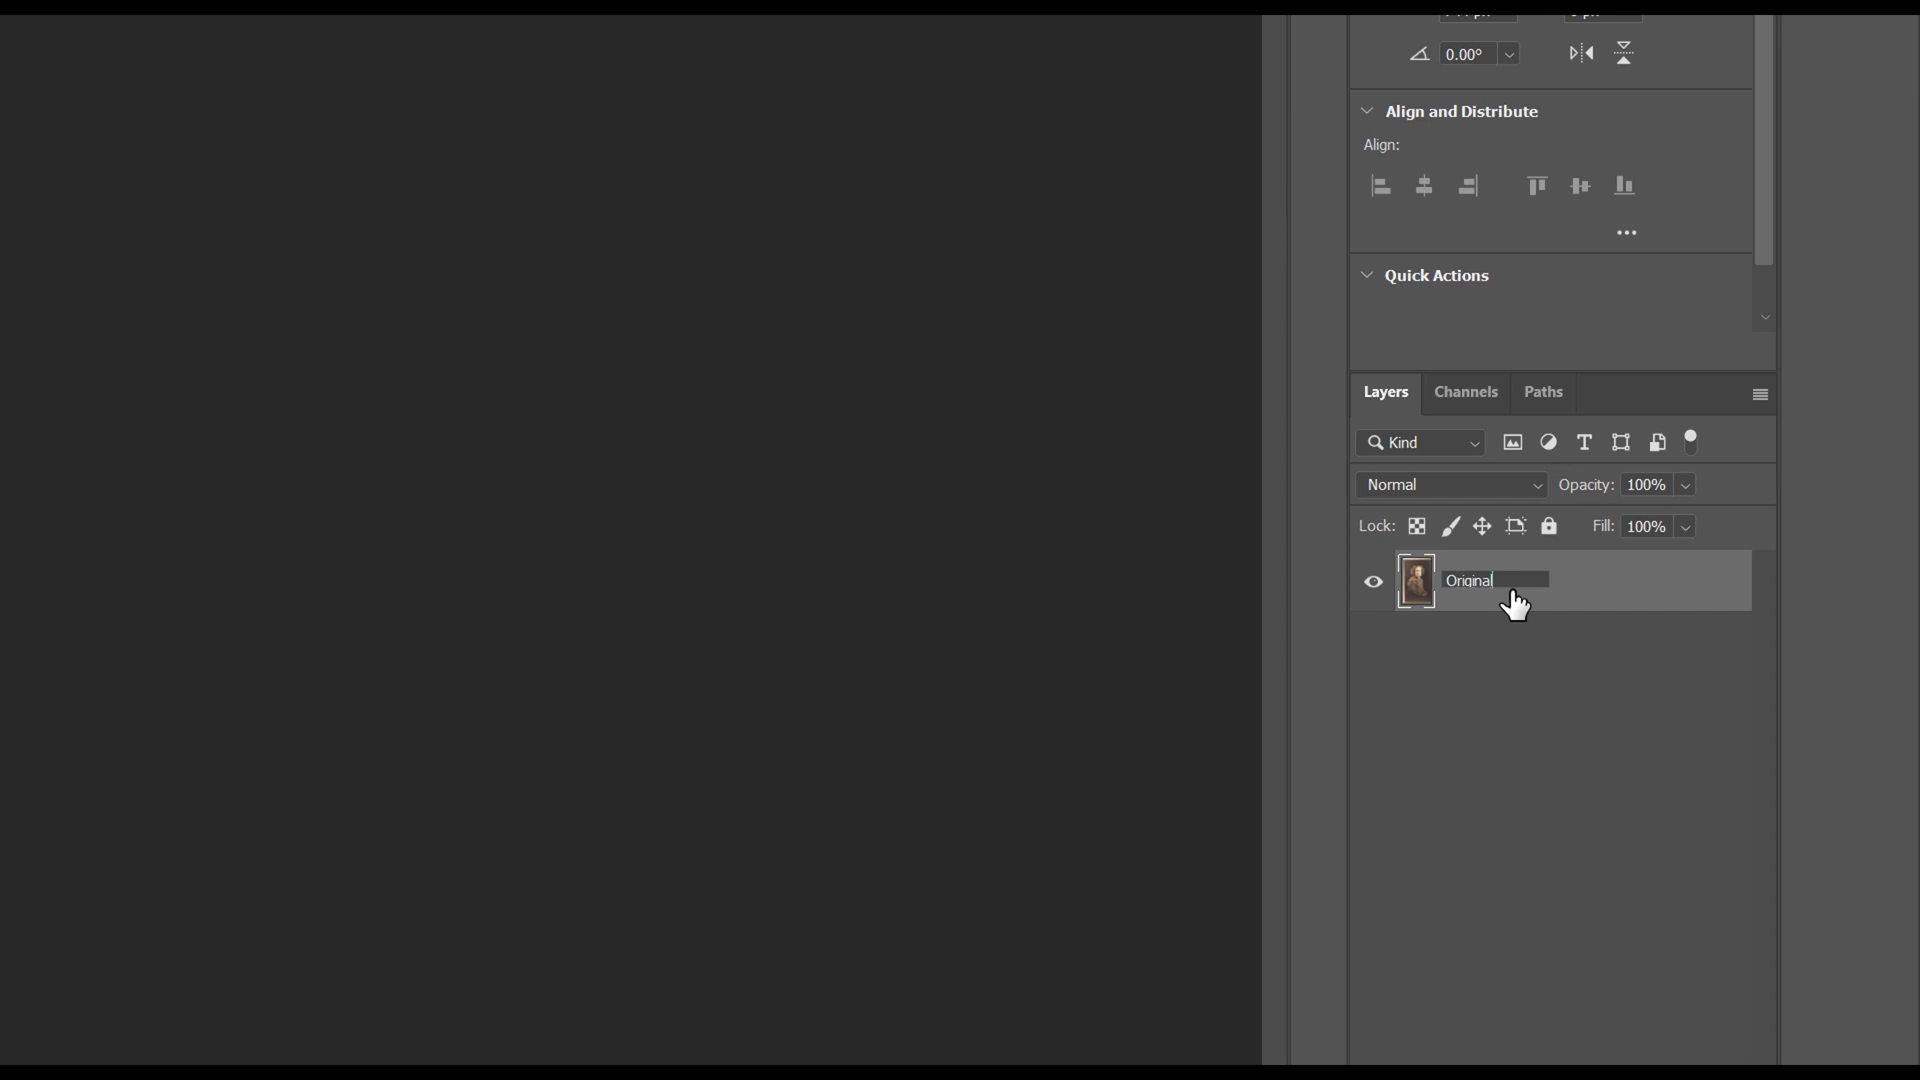 0.00°
Align and Distribute
Align:
Quick Actions
Layers Channels Paths
Kind
Normal Opacity: 100%
Lock: Fill: 100%
Original